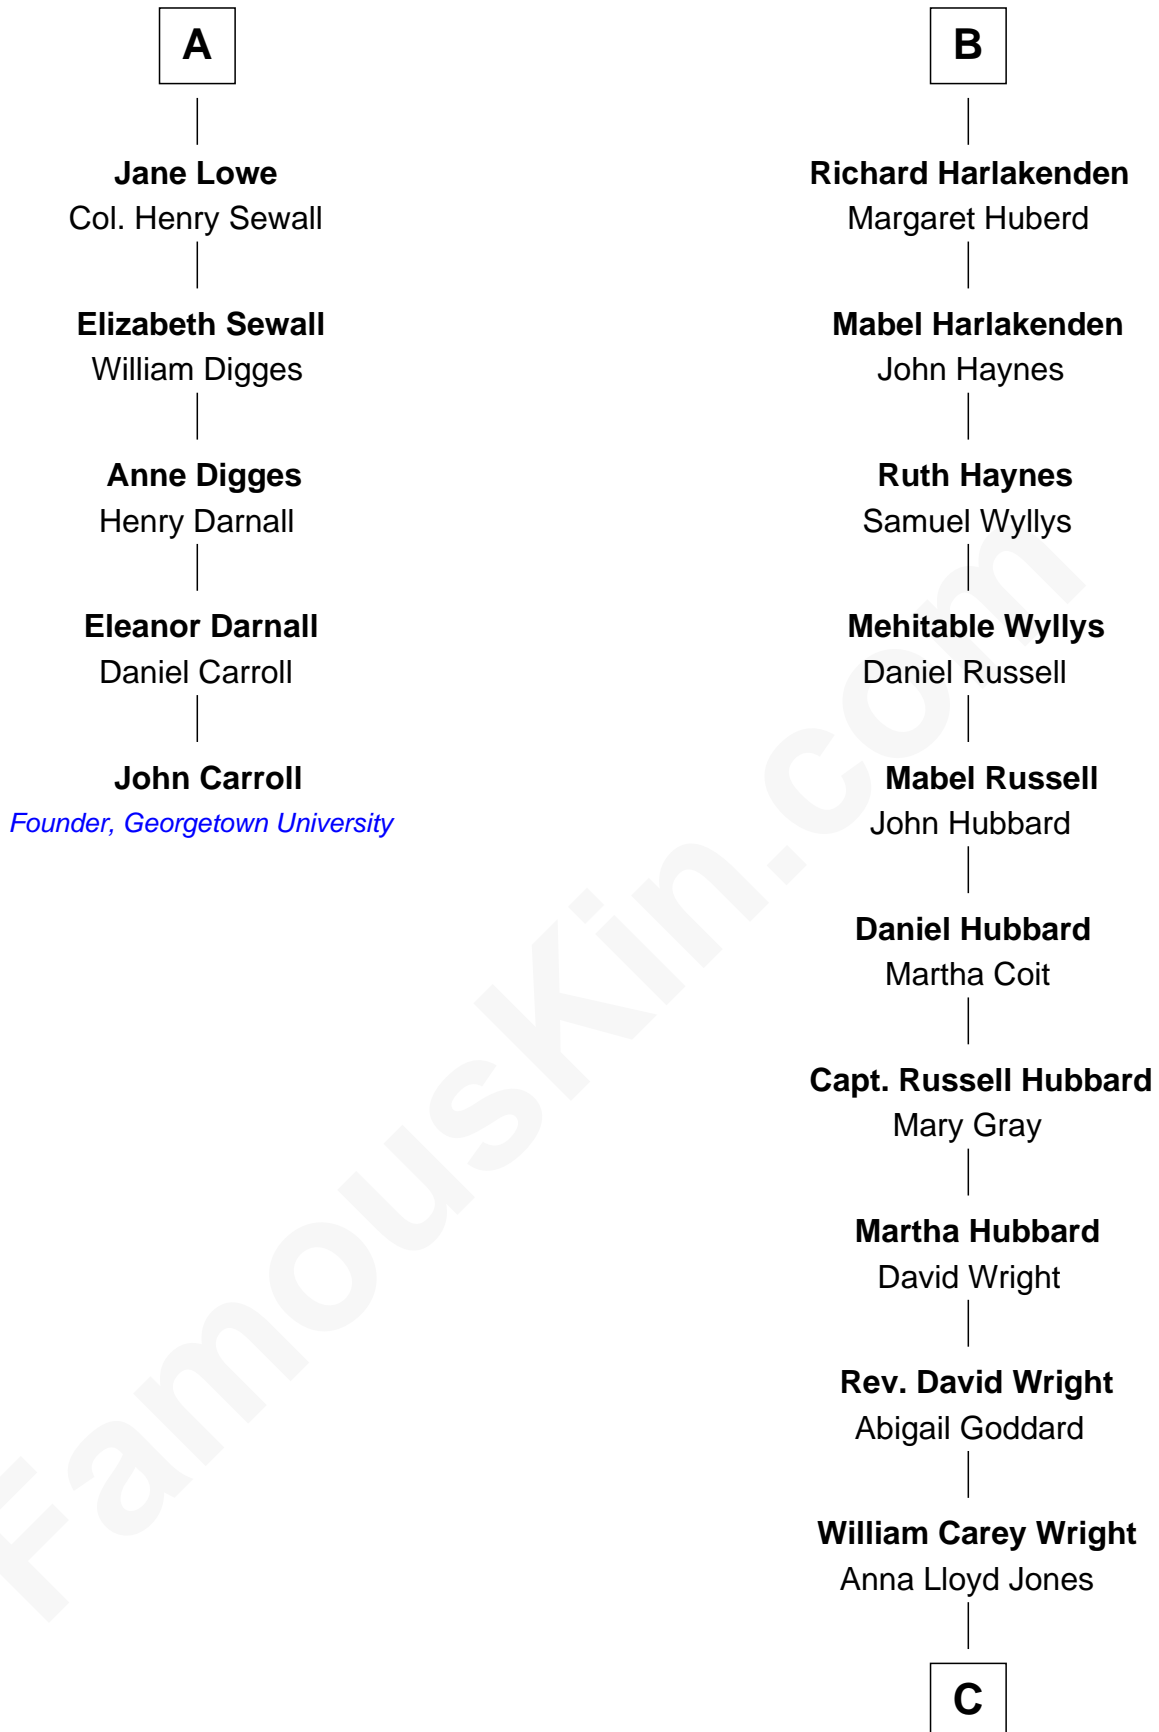 A
Jane Lowe
Col. Henry Sewall
Elizabeth Sewall
William Digges
Anne Digges
Henry Darnall
Eleanor Darnall
Daniel Carroll
John Carroll
Founder, Georgetown University
B
Richard Harlakenden
Margaret Huberd
Mabel Harlakenden
John Haynes
Ruth Haynes
Samuel Wyllys
Mehitable Wyllys
Daniel Russell
Mabel Russell
John Hubbard
Daniel Hubbard
Martha Coit
Capt. Russell Hubbard
Mary Gray
Martha Hubbard
David Wright
Rev. David Wright
Abigail Goddard
William Carey Wright
Anna Lloyd Jones
C
FamousKin.com